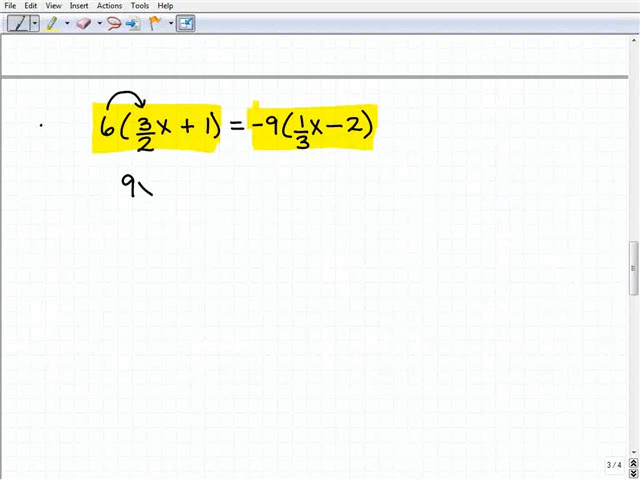 File Edit View Insert Actions Tools Help
6(3/2x + 1) = -9(1/3x - 2)
9
3 / 4